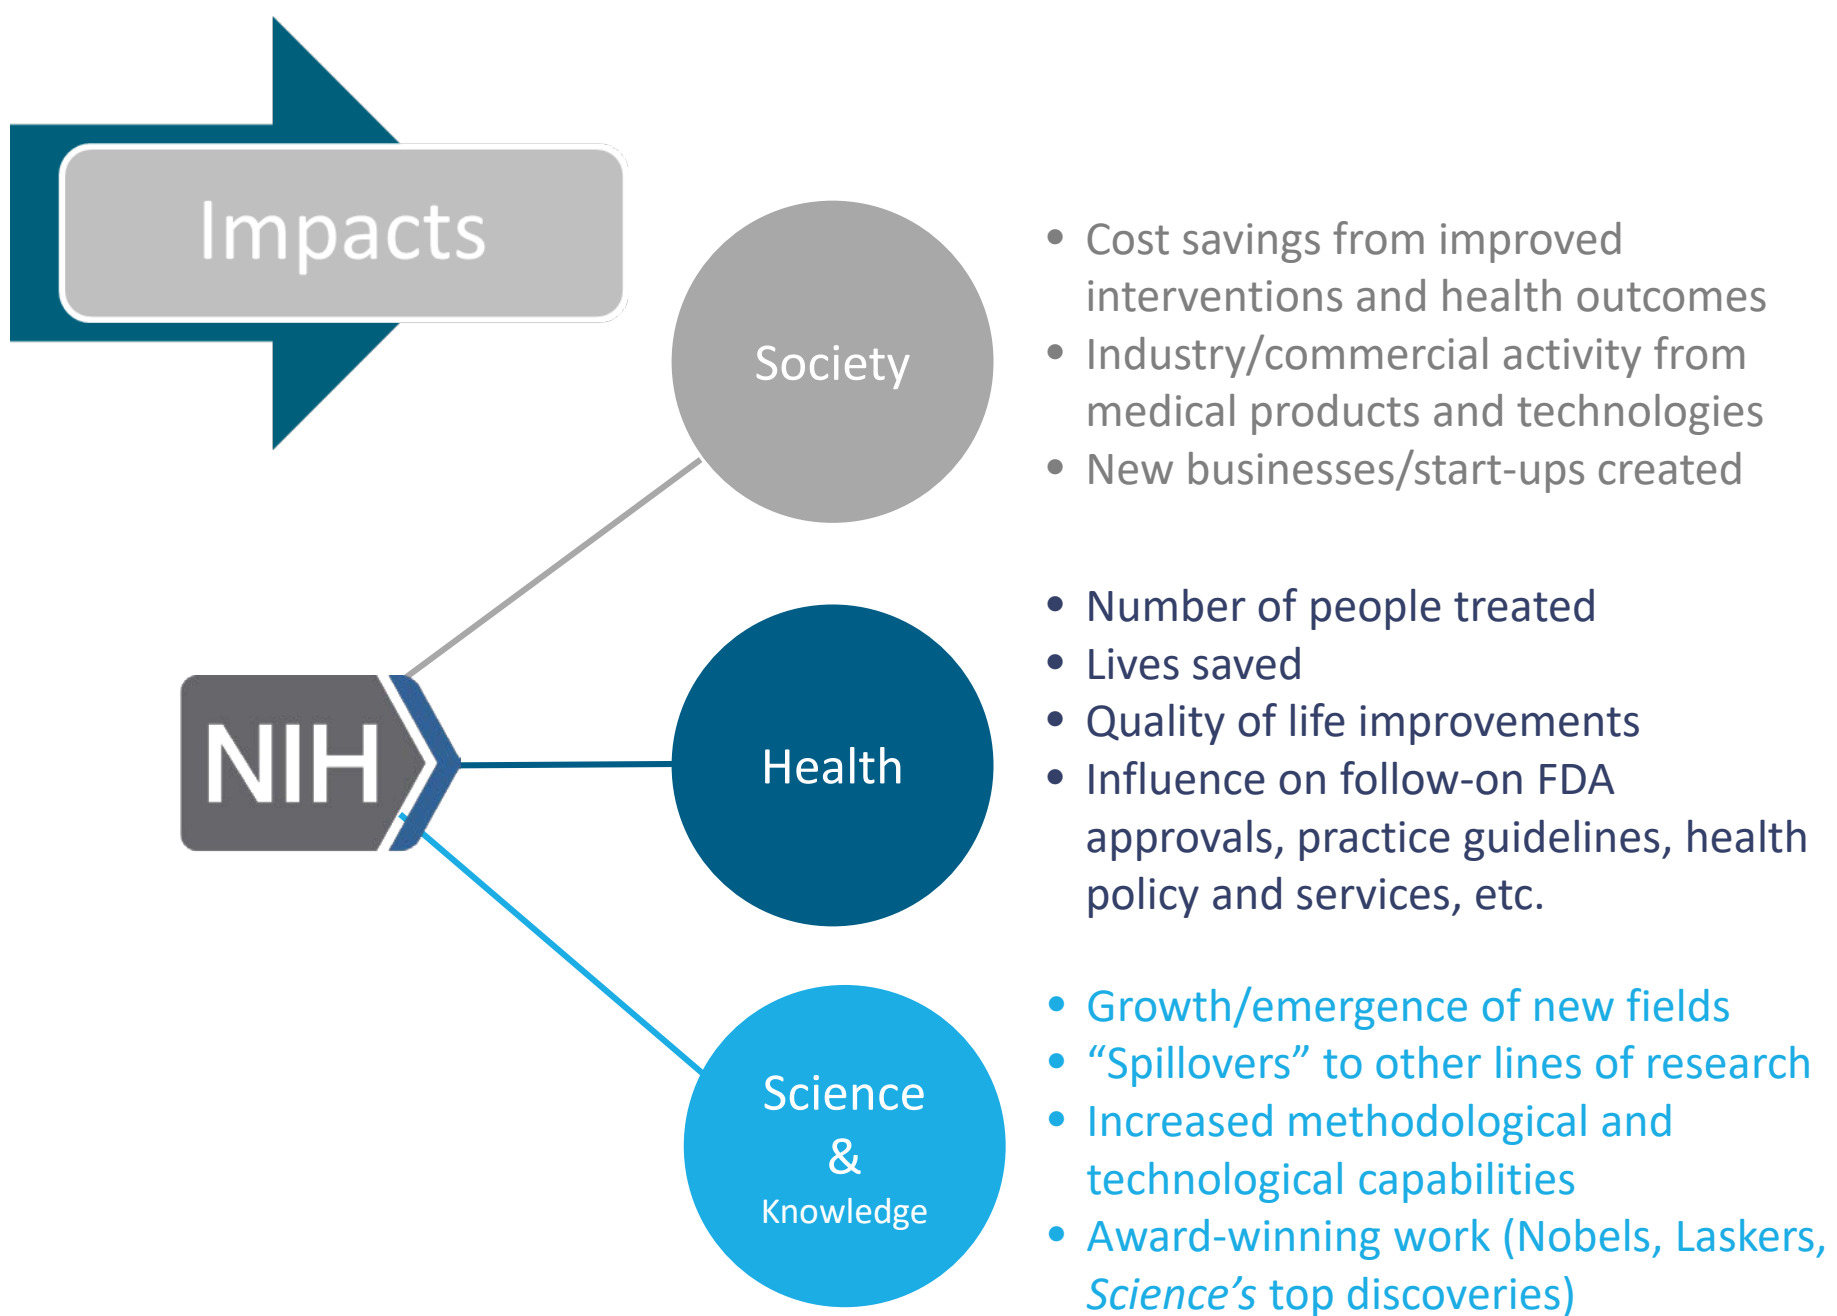 Impacts
Society
• Cost savings from improved
interventions and health outcomes
• Industry/commercial activity from
medical products and technologies
• New businesses/start-ups created
NIH
Health
• Number of people treated
• Lives saved
• Quality of life improvements
• Influence on follow-on FDA
approvals, practice guidelines, health
policy and services, etc.
Science
&
Knowledge
• Growth/emergence of new fields
• “Spillovers” to other lines of research
• Increased methodological and
technological capabilities
• Award-winning work (Nobels, Laskers,
Science’s top discoveries)